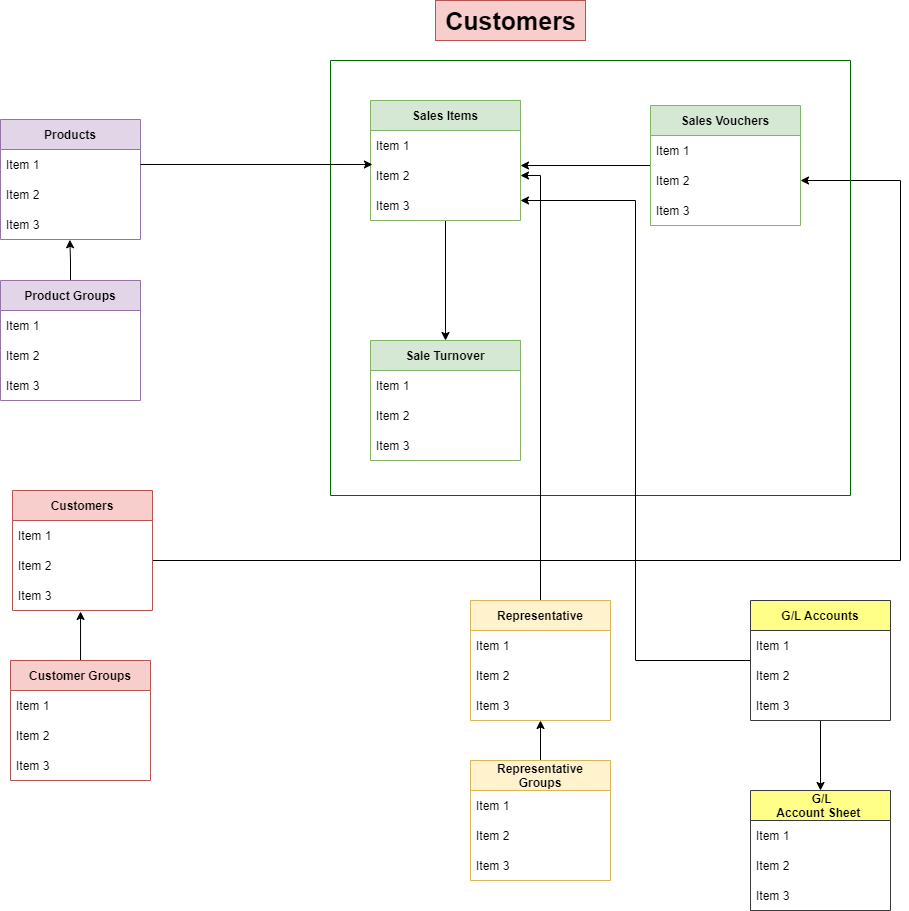 Customers
Sales Items
Item 1
Item 2
Item 3
Sales Vouchers
Item 1
Item 2
Item 3
Products
Item 1
Item 2
Item 3
Product Groups
Item 1
Item 2
Item 3
Sale Turnover
Item 1
Item 2
Item 3
Customers
Item 1
Item 2
Item 3
Customer Groups
Item 1
Item 2
Item 3
Representative
Item 1
Item 2
Item 3
Representative
Groups
Item 1
Item 2
Item 3
G/L Accounts
Item 1
Item 2
Item 3
G/L
Account Sheet
Item 1
Item 2
Item 3